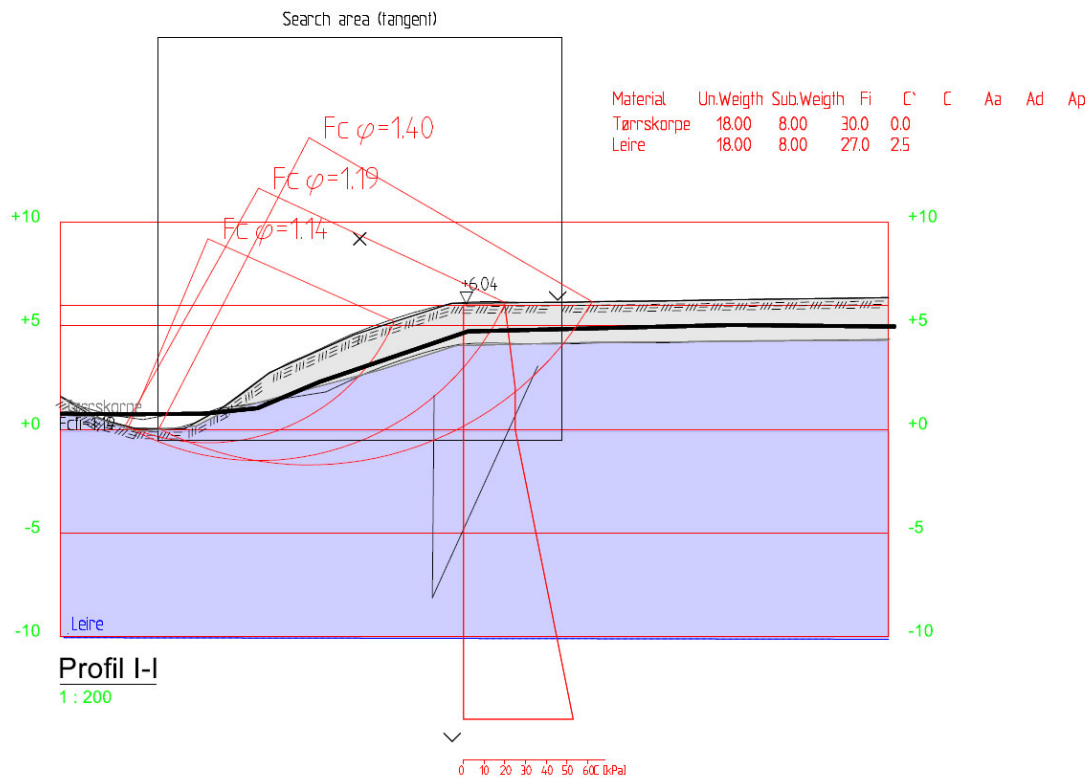 Search area (tangent)
Material Un.Weigth Sub.Weigth Fi C` C Aa Ad Ap
Tørrskorpe 18.00 8.00 30.0 0.0
Leire 18.00 8.00 27.0 2.5
Fc φ=1.40
Fc φ=1.19
Fc φ=1.14
+10 +10
+6.04
+5 +5
Tørrskorpe
+0 +0
-5 -5
Leire
-10 -10
Profil I-I
1 : 200
0 10 20 30 40 50 60 C [kPa]